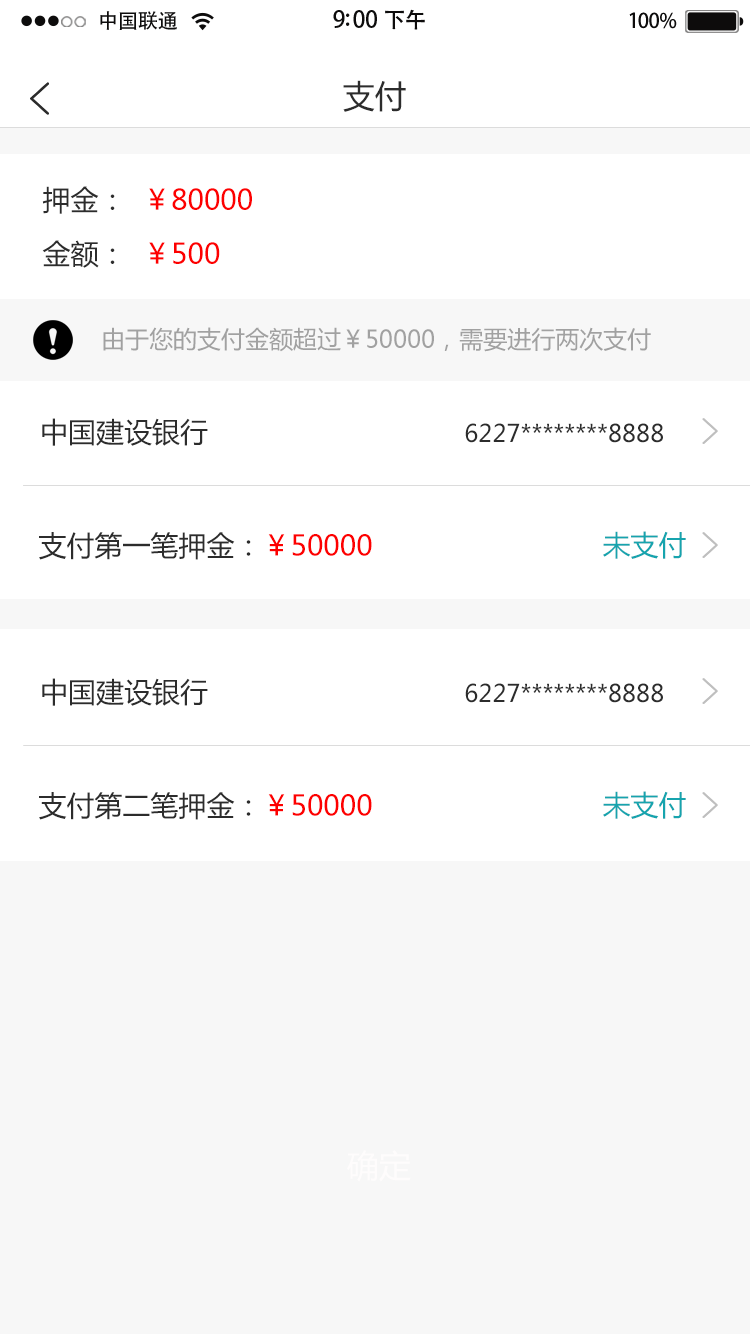 中国联通 9:00 下午 100%
支付
押金： ￥80000
金额： ￥500
由于您的支付金额超过￥50000，需要进行两次支付
中国建设银行 6227********8888
支付第一笔押金：￥50000 未支付
中国建设银行 6227********8888
支付第二笔押金：￥50000 未支付
确定